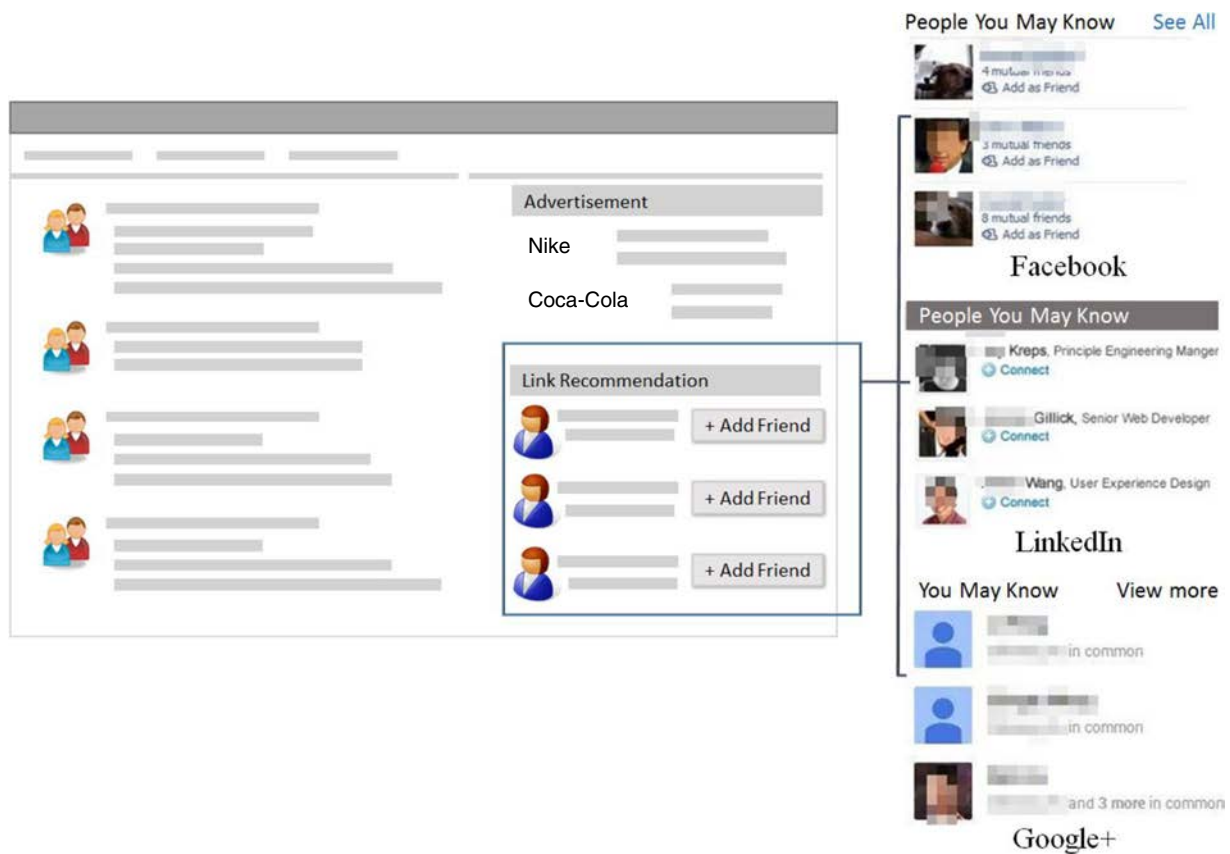 Advertisement
Nike
Coca-Cola
Link Recommendation
+ Add Friend
+ Add Friend
+ Add Friend
People You May Know See All
4 mutual friends
Add as Friend
3 mutual friends
Add as Friend
8 mutual friends
Add as Friend
Facebook
People You May Know
Kreps, Principle Engineering Manger
Connect
Gillick, Senior Web Developer
Connect
Wang, User Experience Design
Connect
LinkedIn
You May Know View more
in common
in common
and 3 more in common
Google+